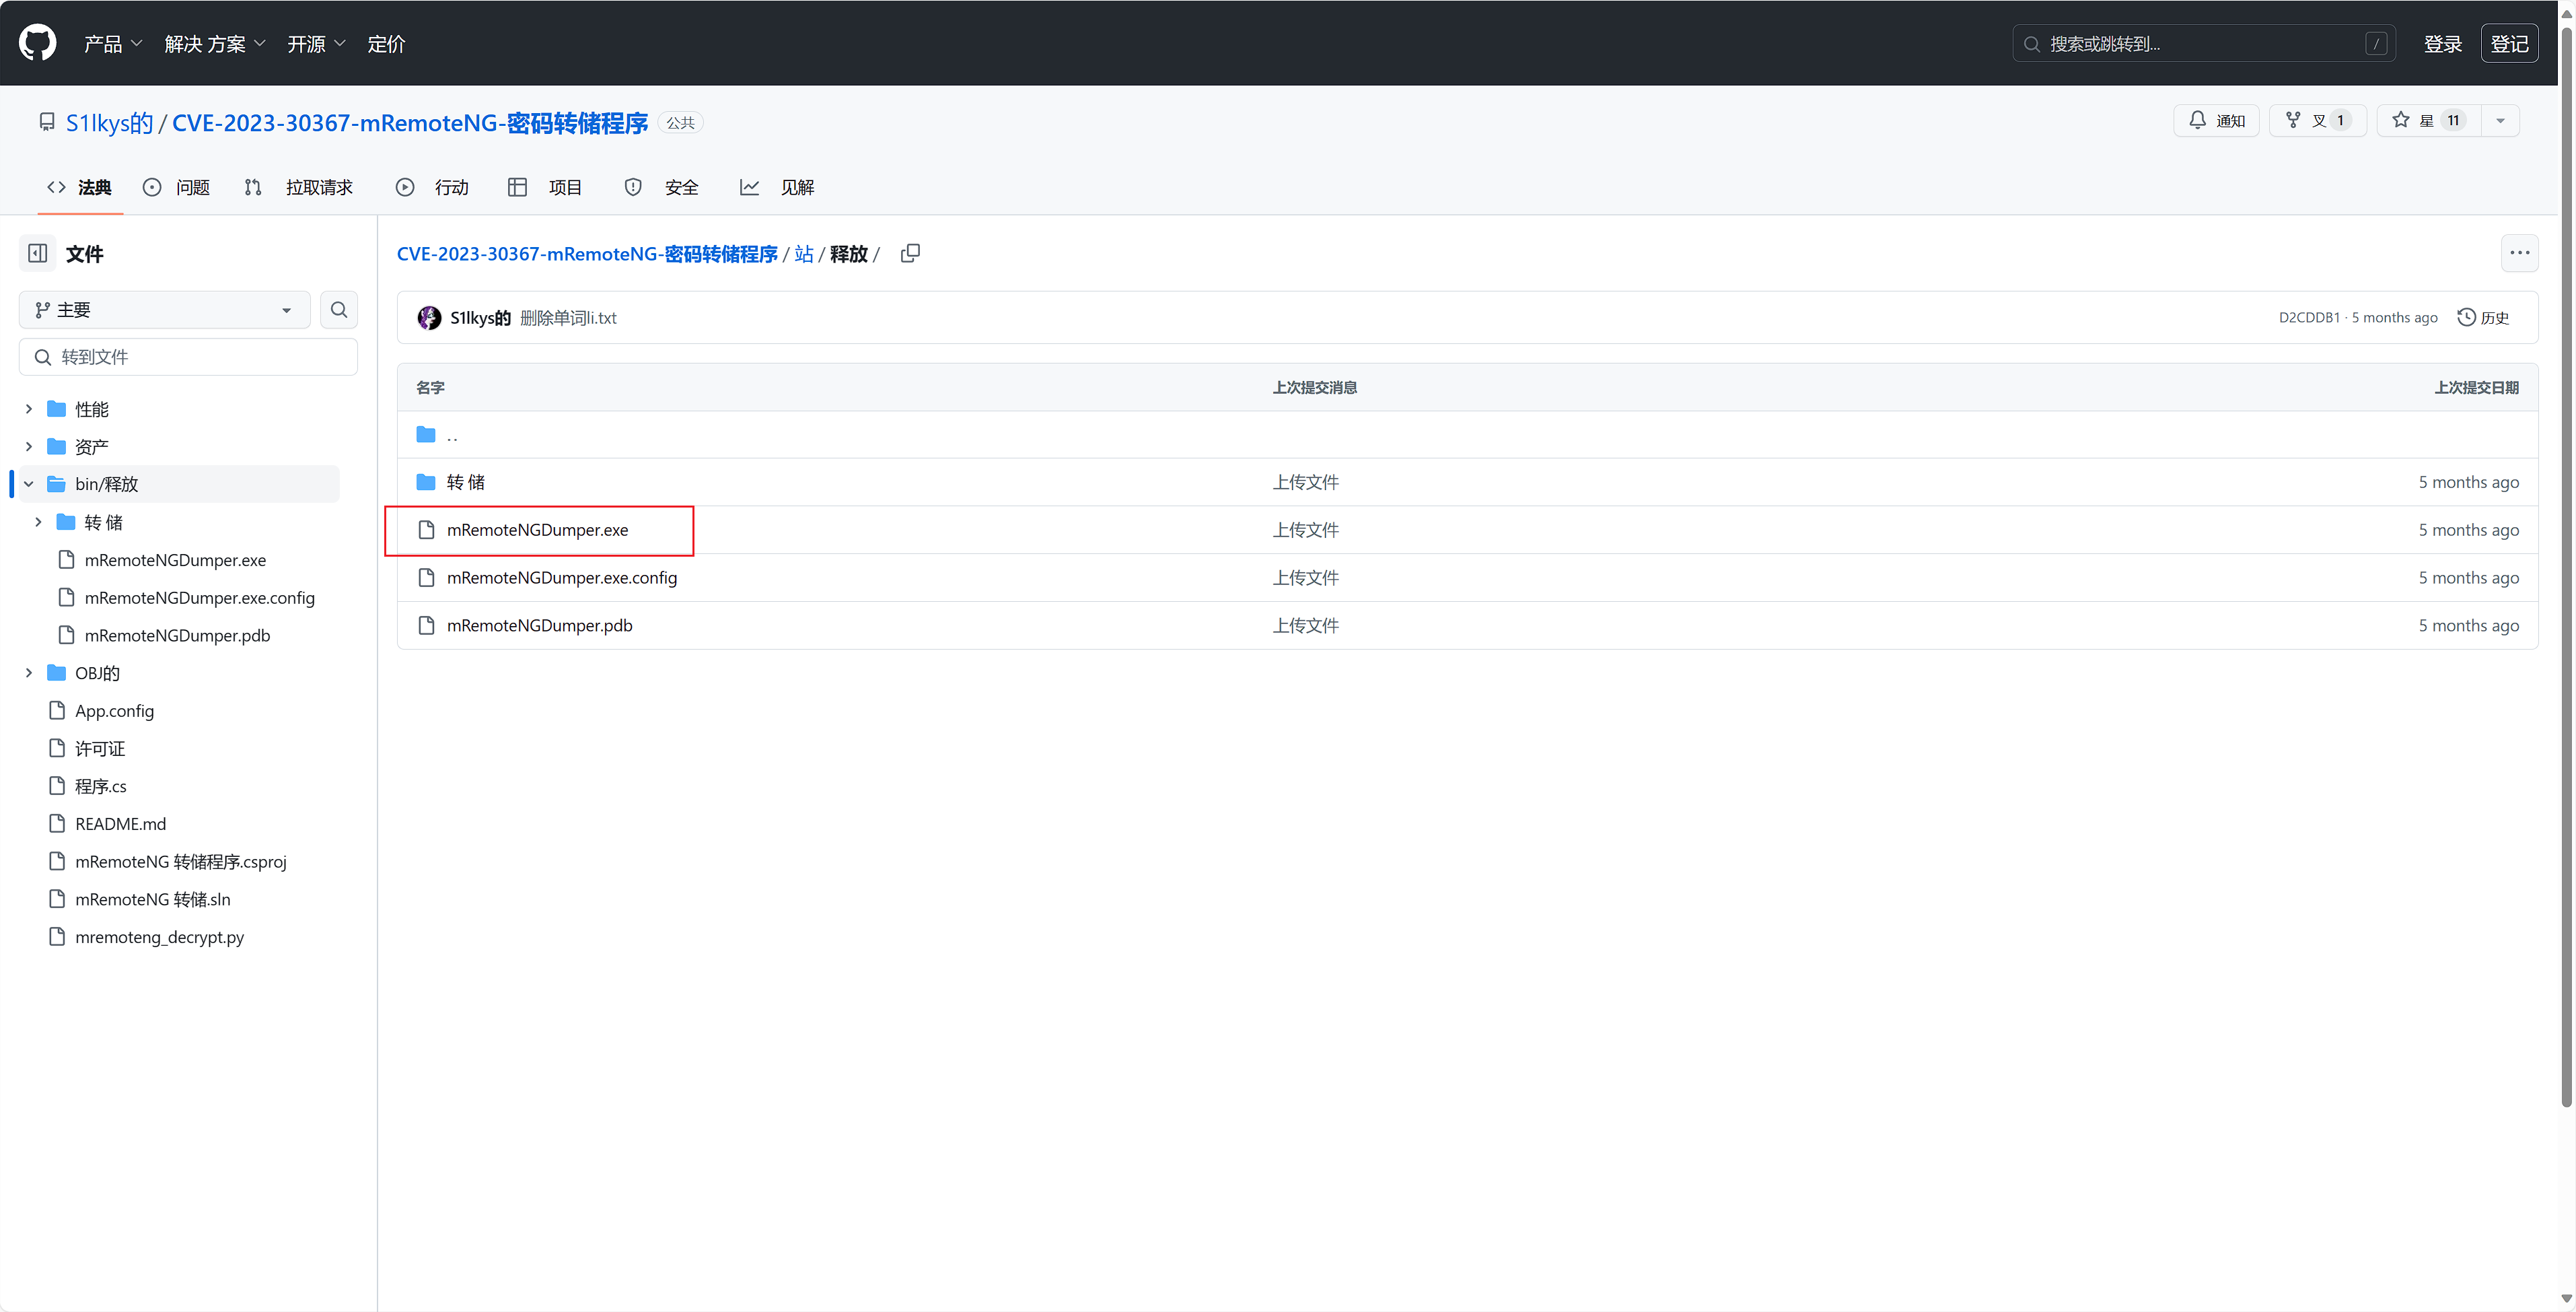 产品 解决 方案 开源 定价 搜索或跳转到... / 登录 登记
S1lkys的 / CVE-2023-30367-mRemoteNG-密码转储程序 公共 通知 叉 1 星 11
法典 问题 拉取请求 行动 项目 安全 见解
文件
主要
转到文件
性能
资产
bin/释放
转 储
mRemoteNGDumper.exe
mRemoteNGDumper.exe.config
mRemoteNGDumper.pdb
OBJ的
App.config
许可证
程序.cs
README.md
mRemoteNG 转储程序.csproj
mRemoteNG 转储.sln
mremoteng_decrypt.py
CVE-2023-30367-mRemoteNG-密码转储程序 / 站 / 释放 /
S1lkys的 删除单词li.txt D2CDDB1 · 5 months ago 历史
名字 上次提交消息 上次提交日期
..
转 储 上传文件 5 months ago
mRemoteNGDumper.exe 上传文件 5 months ago
mRemoteNGDumper.exe.config 上传文件 5 months ago
mRemoteNGDumper.pdb 上传文件 5 months ago